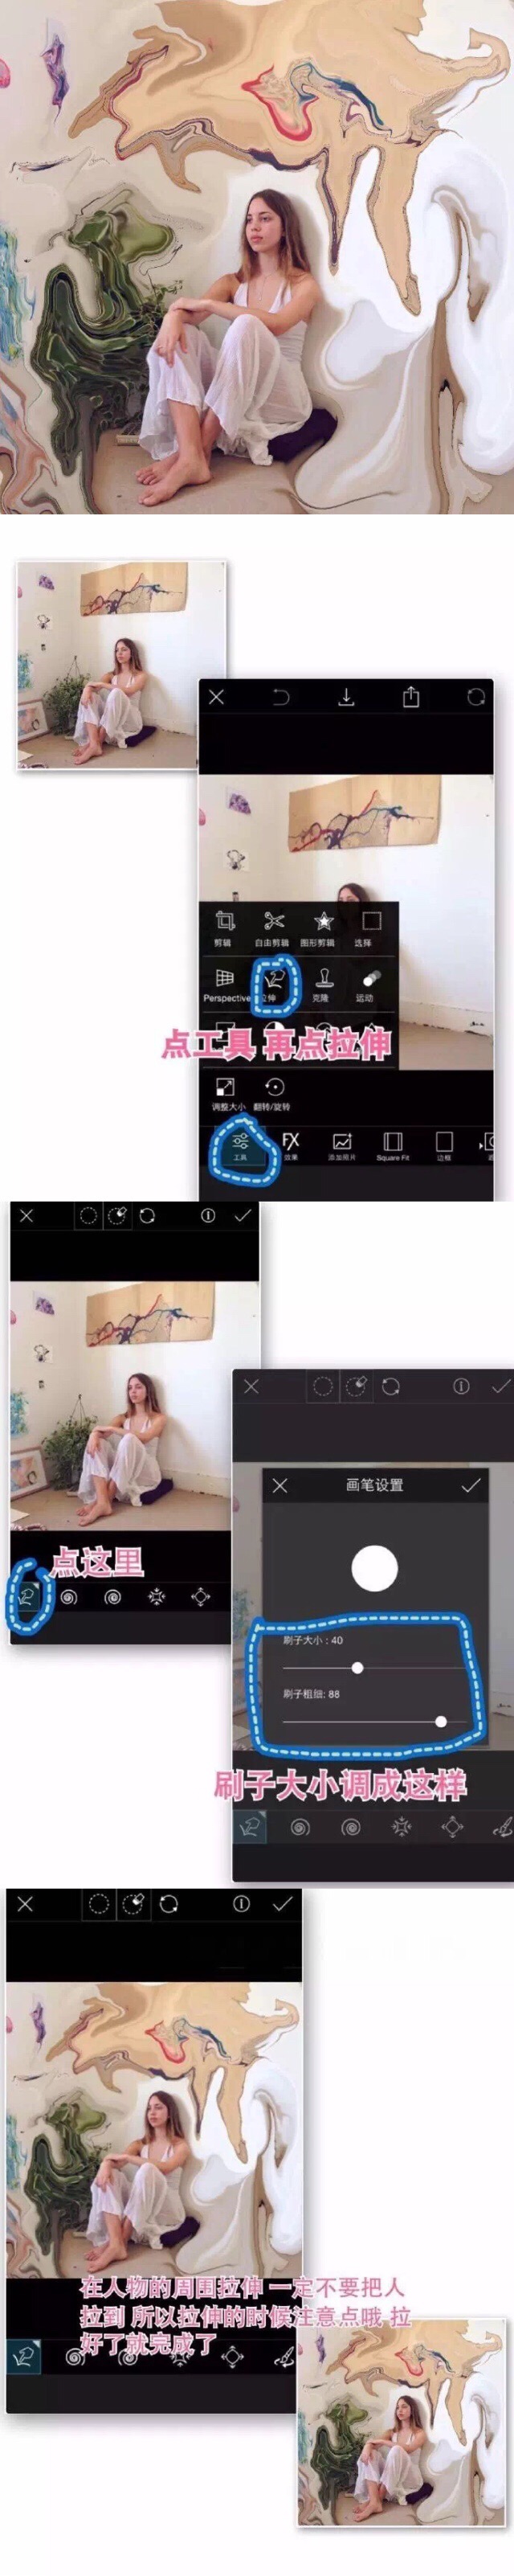 剪辑
自由剪辑
图形剪辑
选择
Perspective
拉伸
克隆
运动
点工具 再点拉伸
调整大小
翻转/旋转
工具
FX
效果
添加照片
Square Fit
边框
点这里
画笔设置
刷子大小 : 40
刷子粗细: 88
刷子大小调成这样
在人物的周围拉伸 一定不要把人
拉到 所以拉伸的时候注意点哦 拉
好了就完成了